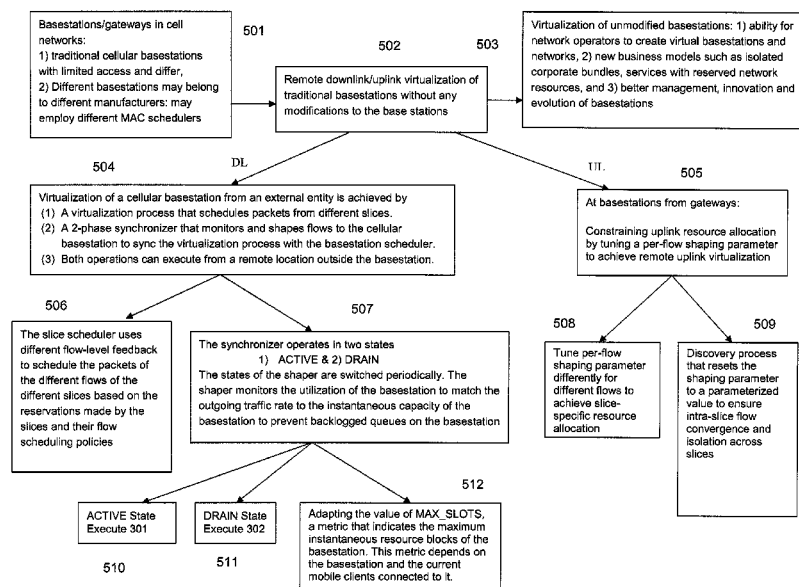 Basestations/gateways in cell
networks:
1) traditional cellular basestations
with limited access and differ,
2) Different basestations may belong
to different manufacturers: may
employ different MAC schedulers
501
502
Remote downlink/uplink virtualization of
traditional basestations without any
modifications to the base stations
503
Virtualization of unmodified basestations: 1) ability for
network operators to create virtual basestations and
networks, 2) new business models such as isolated
corporate bundles, services with reserved network
resources, and 3) better management, innovation and
evolution of basestations
DL
UL
504
Virtualization of a cellular basestation from an external entity is achieved by
(1) A virtualization process that schedules packets from different slices.
(2) A 2-phase synchronizer that monitors and shapes flows to the cellular
basestation to sync the virtualization process with the basestation scheduler.
(3) Both operations can execute from a remote location outside the basestation.
505
At basestations from gateways:
Constraining uplink resource allocation
by tuning a per-flow shaping parameter
to achieve remote uplink virtualization
506
The slice scheduler uses
different flow-level feedback
to schedule the packets of
the different flows of the
different slices based on the
reservations made by the
slices and their flow
scheduling policies
507
The synchronizer operates in two states
1) ACTIVE & 2) DRAIN
The states of the shaper are switched periodically. The
shaper monitors the utilization of the basestation to match the
outgoing traffic rate to the instantaneous capacity of the
basestation to prevent backlogged queues on the basestation
508
Tune per-flow
shaping parameter
differently for
different flows to
achieve slice-
specific resource
allocation
509
Discovery process
that resets the
shaping parameter
to a parameterized
value to ensure
intra-slice flow
convergence and
isolation across
slices
ACTIVE State
Execute 301
510
DRAIN State
Execute 302
511
512
Adapting the value of MAX_SLOTS,
a metric that indicates the maximum
instantaneous resource blocks of the
basestation. This metric depends on
the basestation and the current
mobile clients connected to it.